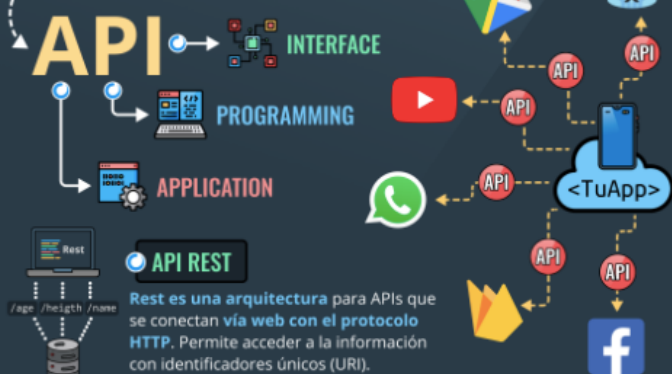 API
INTERFACE
PROGRAMMING
APPLICATION
API
API
API
API
API
API
<TuApp>
Rest
/age /heigth /name
API REST
Rest es una arquitectura para APIs que
se conectan vía web con el protocolo
HTTP. Permite acceder a la información
con identificadores únicos (URI).